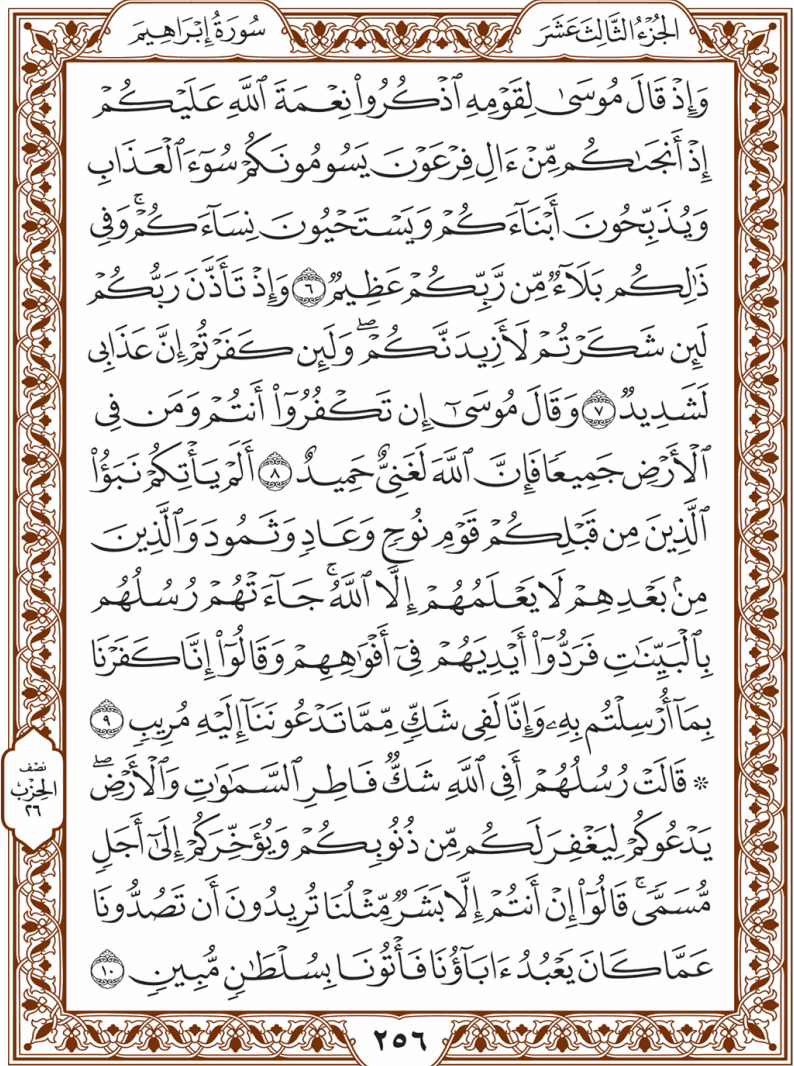 الجُزْءُ الثَّالِثَ عَشَرَ
سُورَةُ إِبْرَاهِيمَ
وَإِذْ قَالَ مُوسَىٰ لِقَوْمِهِ ٱذْكُرُوا۟ نِعْمَةَ ٱللَّهِ عَلَيْكُمْ
إِذْ أَنجَىٰكُم مِّنْ ءَالِ فِرْعَوْنَ يَسُومُونَكُمْ سُوٓءَ ٱلْعَذَابِ
وَيُذَبِّحُونَ أَبْنَآءَكُمْ وَيَسْتَحْيُونَ نِسَآءَكُمْ ۚ وَفِى
ذَٰلِكُم بَلَآءٌ مِّن رَّبِّكُمْ عَظِيمٌ ٦ وَإِذْ تَأَذَّنَ رَبُّكُمْ
لَئِن شَكَرْتُمْ لَأَزِيدَنَّكُمْ ۖ وَلَئِن كَفَرْتُمْ إِنَّ عَذَابِى
لَشَدِيدٌ ٧ وَقَالَ مُوسَىٰٓ إِن تَكْفُرُوٓا۟ أَنتُمْ وَمَن فِى
ٱلْأَرْضِ جَمِيعًا فَإِنَّ ٱللَّهَ لَغَنِىٌّ حَمِيدٌ ٨ أَلَمْ يَأْتِكُمْ نَبَؤُا۟
ٱلَّذِينَ مِن قَبْلِكُمْ قَوْمِ نُوحٍ وَعَادٍ وَثَمُودَ وَٱلَّذِينَ
مِنۢ بَعْدِهِمْ لَا يَعْلَمُهُمْ إِلَّا ٱللَّهُ ۚ جَآءَتْهُمْ رُسُلُهُم
بِٱلْبَيِّنَٰتِ فَرَدُّوٓا۟ أَيْدِيَهُمْ فِىٓ أَفْوَٰهِهِمْ وَقَالُوٓا۟ إِنَّا كَفَرْنَا
بِمَآ أُرْسِلْتُم بِهِۦ وَإِنَّا لَفِى شَكٍّ مِّمَّا تَدْعُونَنَآ إِلَيْهِ مُرِيبٍ ٩
۞ قَالَتْ رُسُلُهُمْ أَفِى ٱللَّهِ شَكٌّ فَاطِرِ ٱلسَّمَٰوَٰتِ وَٱلْأَرْضِ ۖ
يَدْعُوكُمْ لِيَغْفِرَ لَكُم مِّن ذُنُوبِكُمْ وَيُؤَخِّرَكُمْ إِلَىٰٓ أَجَلٍ
مُّسَمًّى ۚ قَالُوٓا۟ إِنْ أَنتُمْ إِلَّا بَشَرٌ مِّثْلُنَا تُرِيدُونَ أَن تَصُدُّونَا
عَمَّا كَانَ يَعْبُدُ ءَابَآؤُنَا فَأْتُونَا بِسُلْطَٰنٍ مُّبِينٍ ١٠
نِصْف
الحِزْب
٢٦
٢٥٦